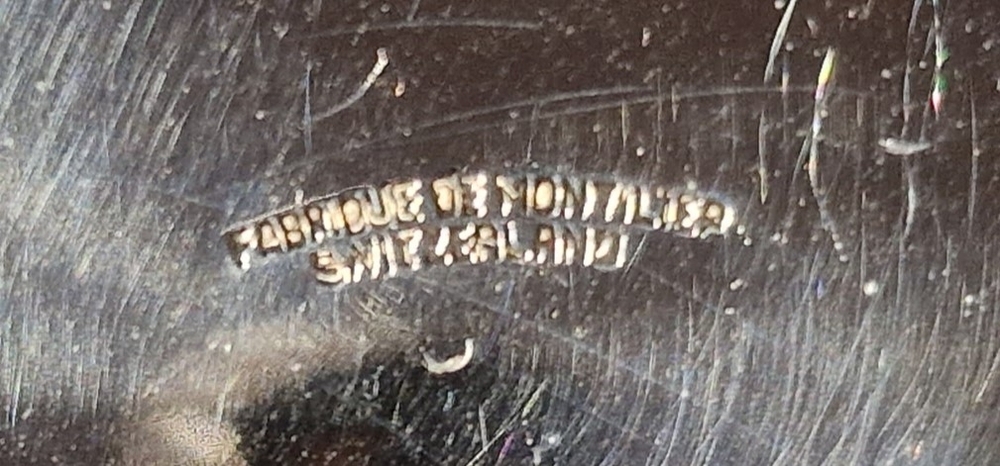 FABRIQUE DE MONTILIER
SWITZERLAND